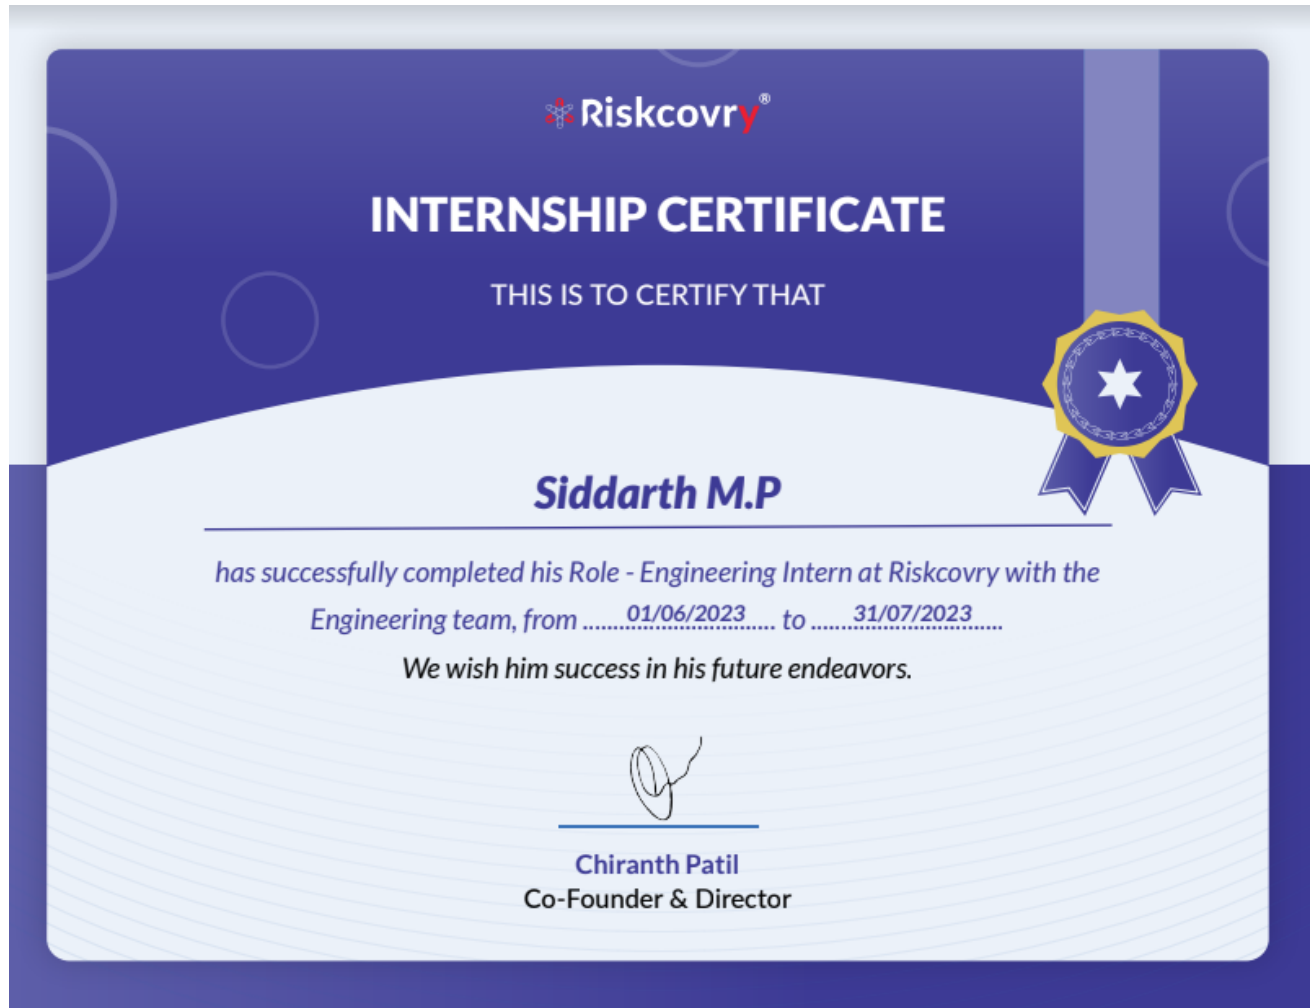 Riskcovry®
INTERNSHIP CERTIFICATE
THIS IS TO CERTIFY THAT
Siddarth M.P
has successfully completed his Role - Engineering Intern at Riskcovry with the
Engineering team, from ......01/06/2023.... to ......31/07/2023....
We wish him success in his future endeavors.
Chiranth Patil
Co-Founder & Director